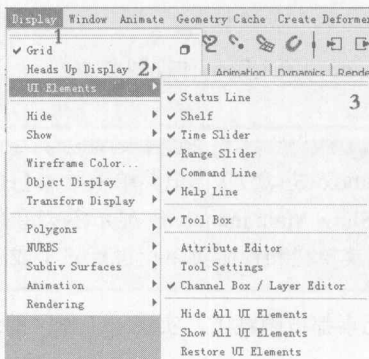 Display Window Animate Geometry Cache Create Deformer
1
✔ Grid
Heads Up Display 2
Animation Dynamics Rende
UI Elements
✔ Status Line 3
✔ Shelf
Hide
✔ Time Slider
Show
✔ Range Slider
✔ Command Line
Wireframe Color...
✔ Help Line
Object Display
Transform Display
✔ Tool Box
Polygons
Attribute Editor
NURBS
Tool Settings
Subdiv Surfaces
✔ Channel Box / Layer Editor
Animation
Rendering
Hide All UI Elements
Show All UI Elements
Restore UI Elements